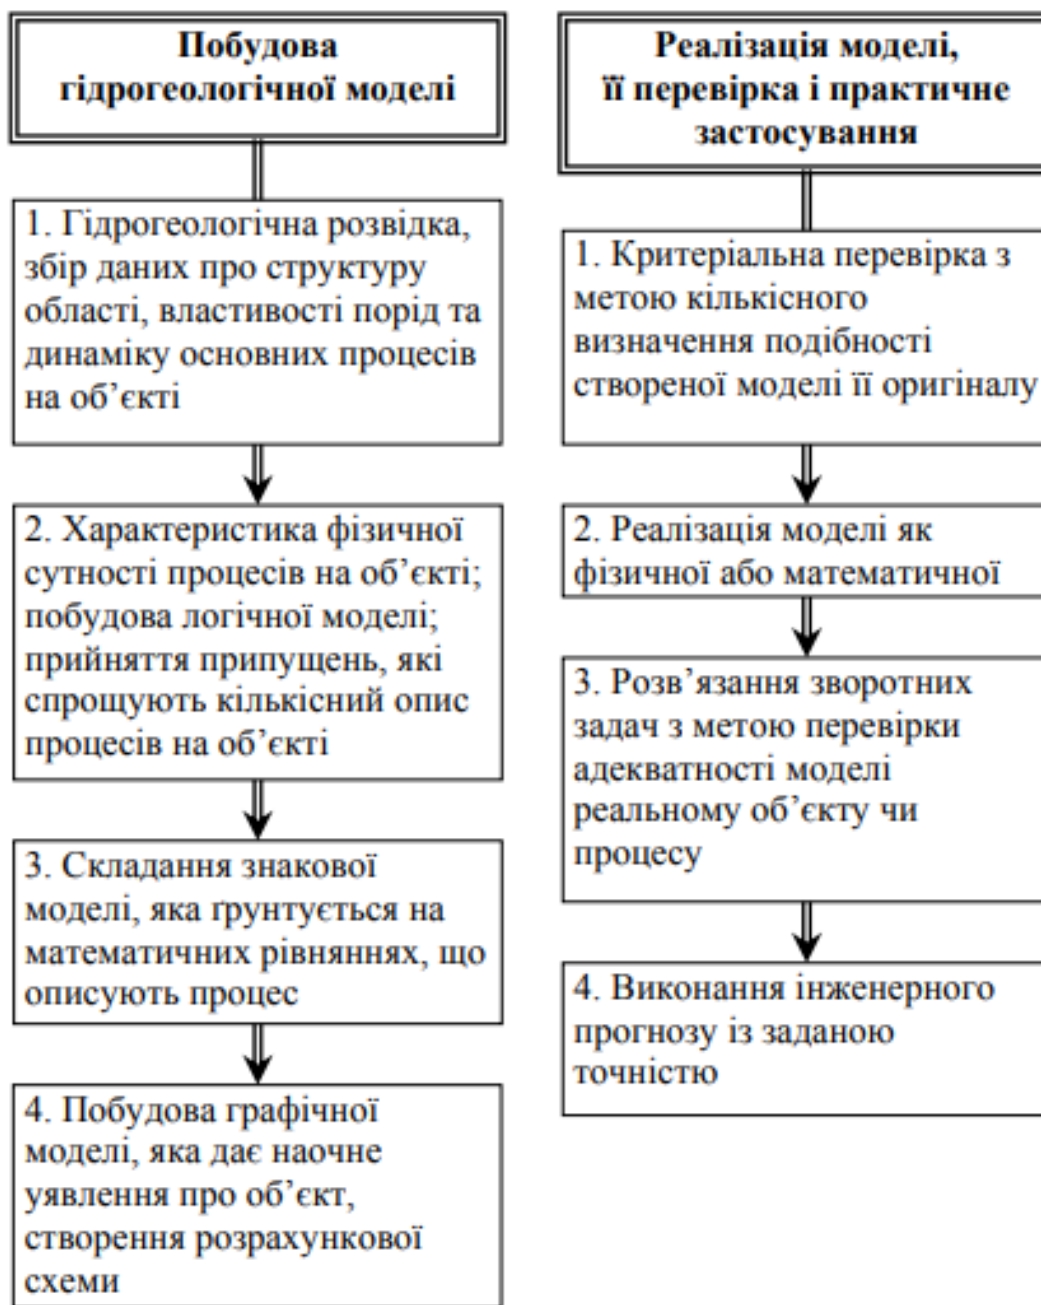 Побудова
гідрогеологічної моделі
1. Гідрогеологічна розвідка,
збір даних про структуру
області, властивості порід та
динаміку основних процесів
на об’єкті
2. Характеристика фізичної
сутності процесів на об’єкті;
побудова логічної моделі;
прийняття припущень, які
спрощують кількісний опис
процесів на об’єкті
3. Складання знакової
моделі, яка ґрунтується на
математичних рівняннях, що
описують процес
4. Побудова графічної
моделі, яка дає наочне
уявлення про об’єкт,
створення розрахункової
схеми
Реалізація моделі,
її перевірка і практичне
застосування
1. Критеріальна перевірка з
метою кількісного
визначення подібності
створеної моделі її оригіналу
2. Реалізація моделі як
фізичної або математичної
3. Розв’язання зворотних
задач з метою перевірки
адекватності моделі
реальному об’єкту чи
процесу
4. Виконання інженерного
прогнозу із заданою
точністю